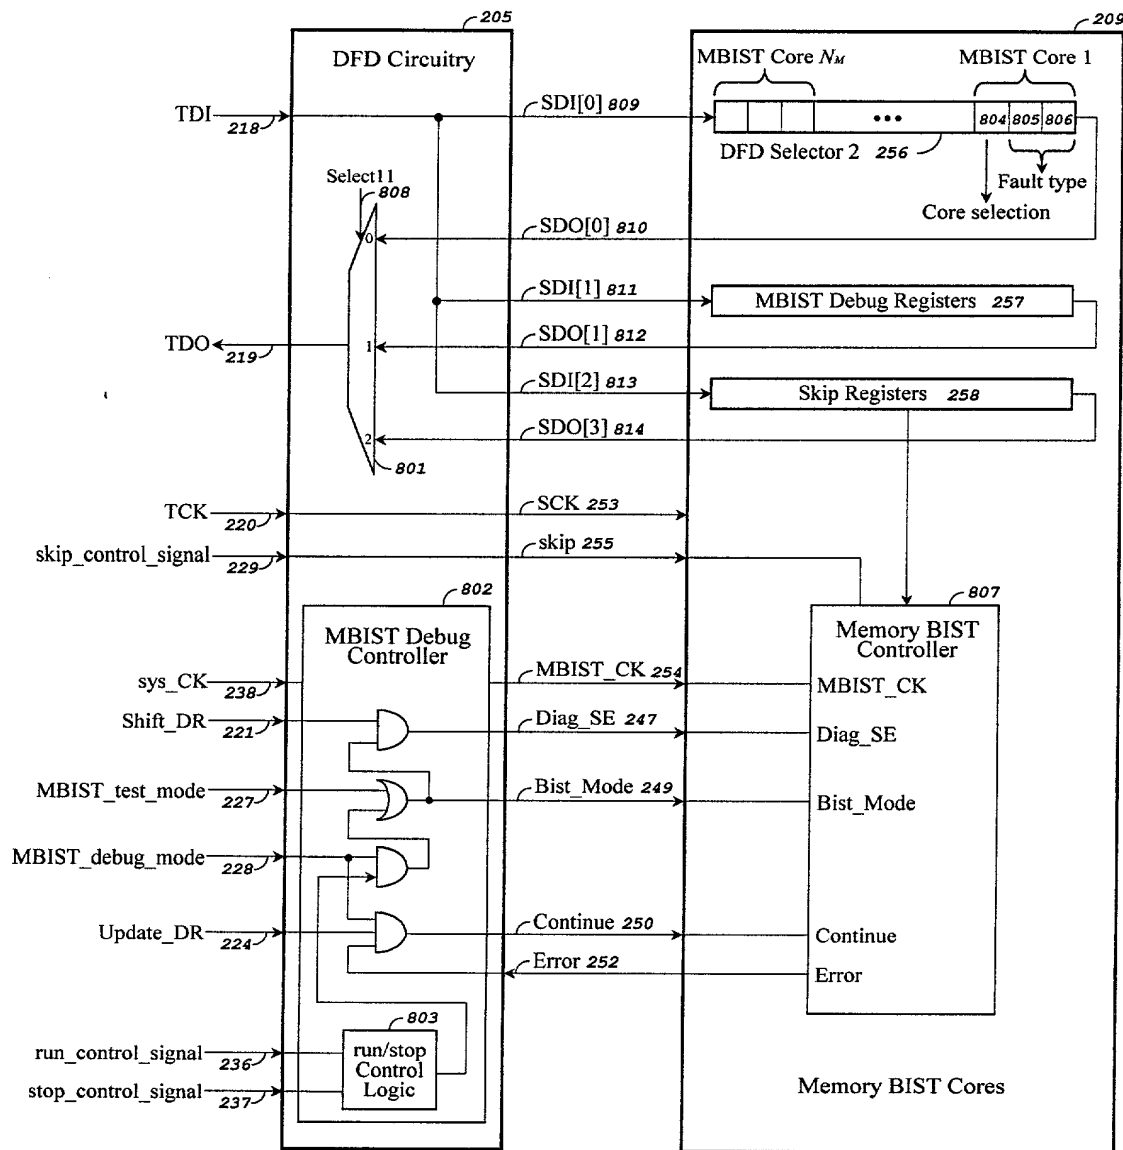 205
209
DFD Circuitry
MBIST Core NM
MBIST Core 1
TDI
218
SDI[0] 809
•••
804 805 806
DFD Selector 2 256
Fault type
Core selection
Select11
808
0
SDO[0] 810
SDI[1] 811
MBIST Debug Registers 257
TDO
219
1
SDO[1] 812
SDI[2] 813
Skip Registers 258
2
SDO[3] 814
801
TCK
220
SCK 253
skip_control_signal
229
skip 255
802
807
MBIST Debug
Controller
Memory BIST
Controller
sys_CK
238
MBIST_CK 254
MBIST_CK
Shift_DR
221
Diag_SE 247
Diag_SE
MBIST_test_mode
227
Bist_Mode 249
Bist_Mode
MBIST_debug_mode
228
Update_DR
224
Continue 250
Continue
Error 252
Error
803
run_control_signal
236
run/stop
Control
Logic
stop_control_signal
237
Memory BIST Cores